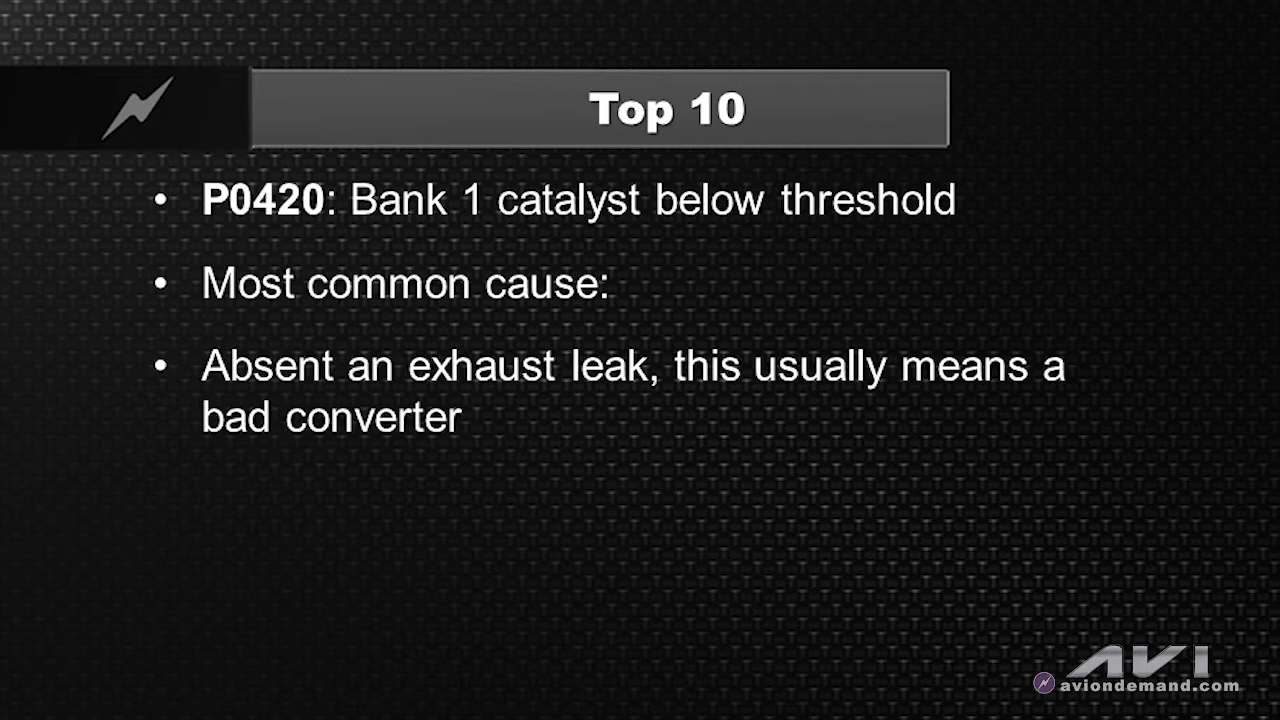 Top 10
• P0420: Bank 1 catalyst below threshold
• Most common cause:
• Absent an exhaust leak, this usually means a
bad converter
AVI
aviondemand.com